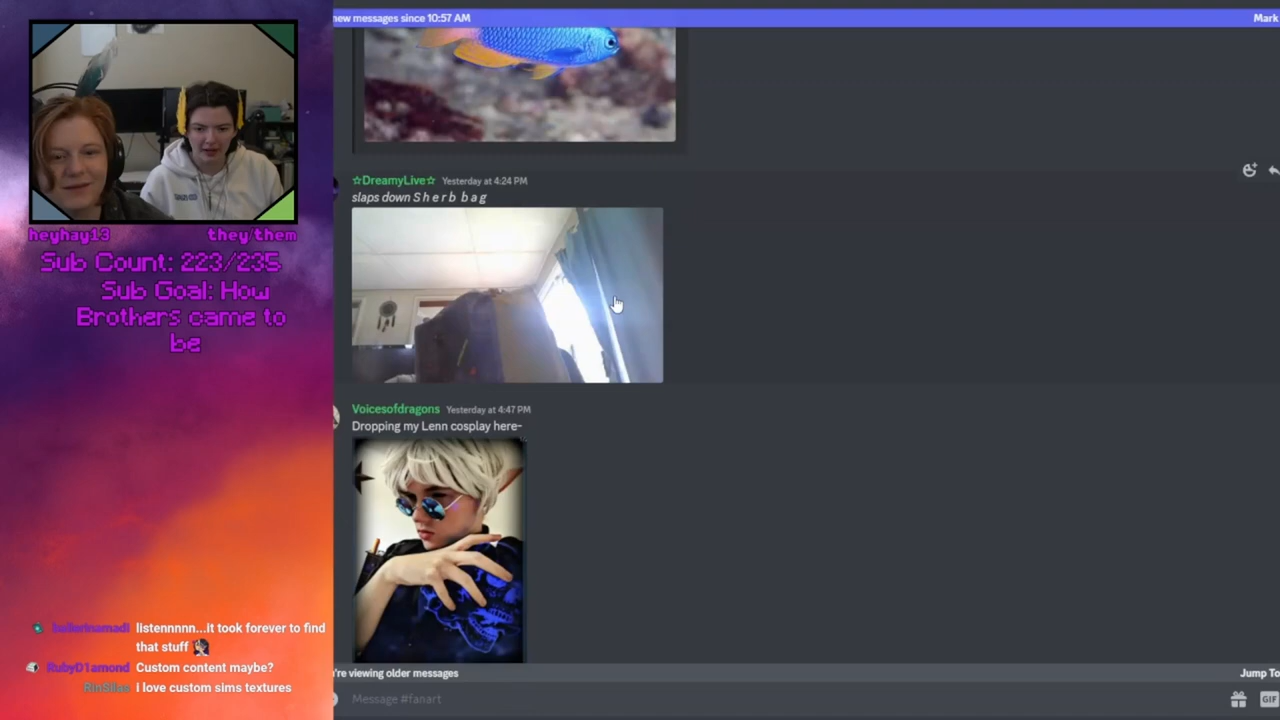 new messages since 10:57 AM
Mark
☆DreamyLive☆ Yesterday at 4:24 PM
slaps down S h e r b b a g
Voicesofdragons Yesterday at 4:47 PM
Dropping my Lenn cosplay here-
're viewing older messages
Jump To
Message #fanart
GIF
heyhay13
they/them
Sub Count: 223/235
Sub Goal: How
Brothers came to
be
listennnnn...it took forever to find
that stuff
RubyD1amond Custom content maybe?
RinSilas I love custom sims textures